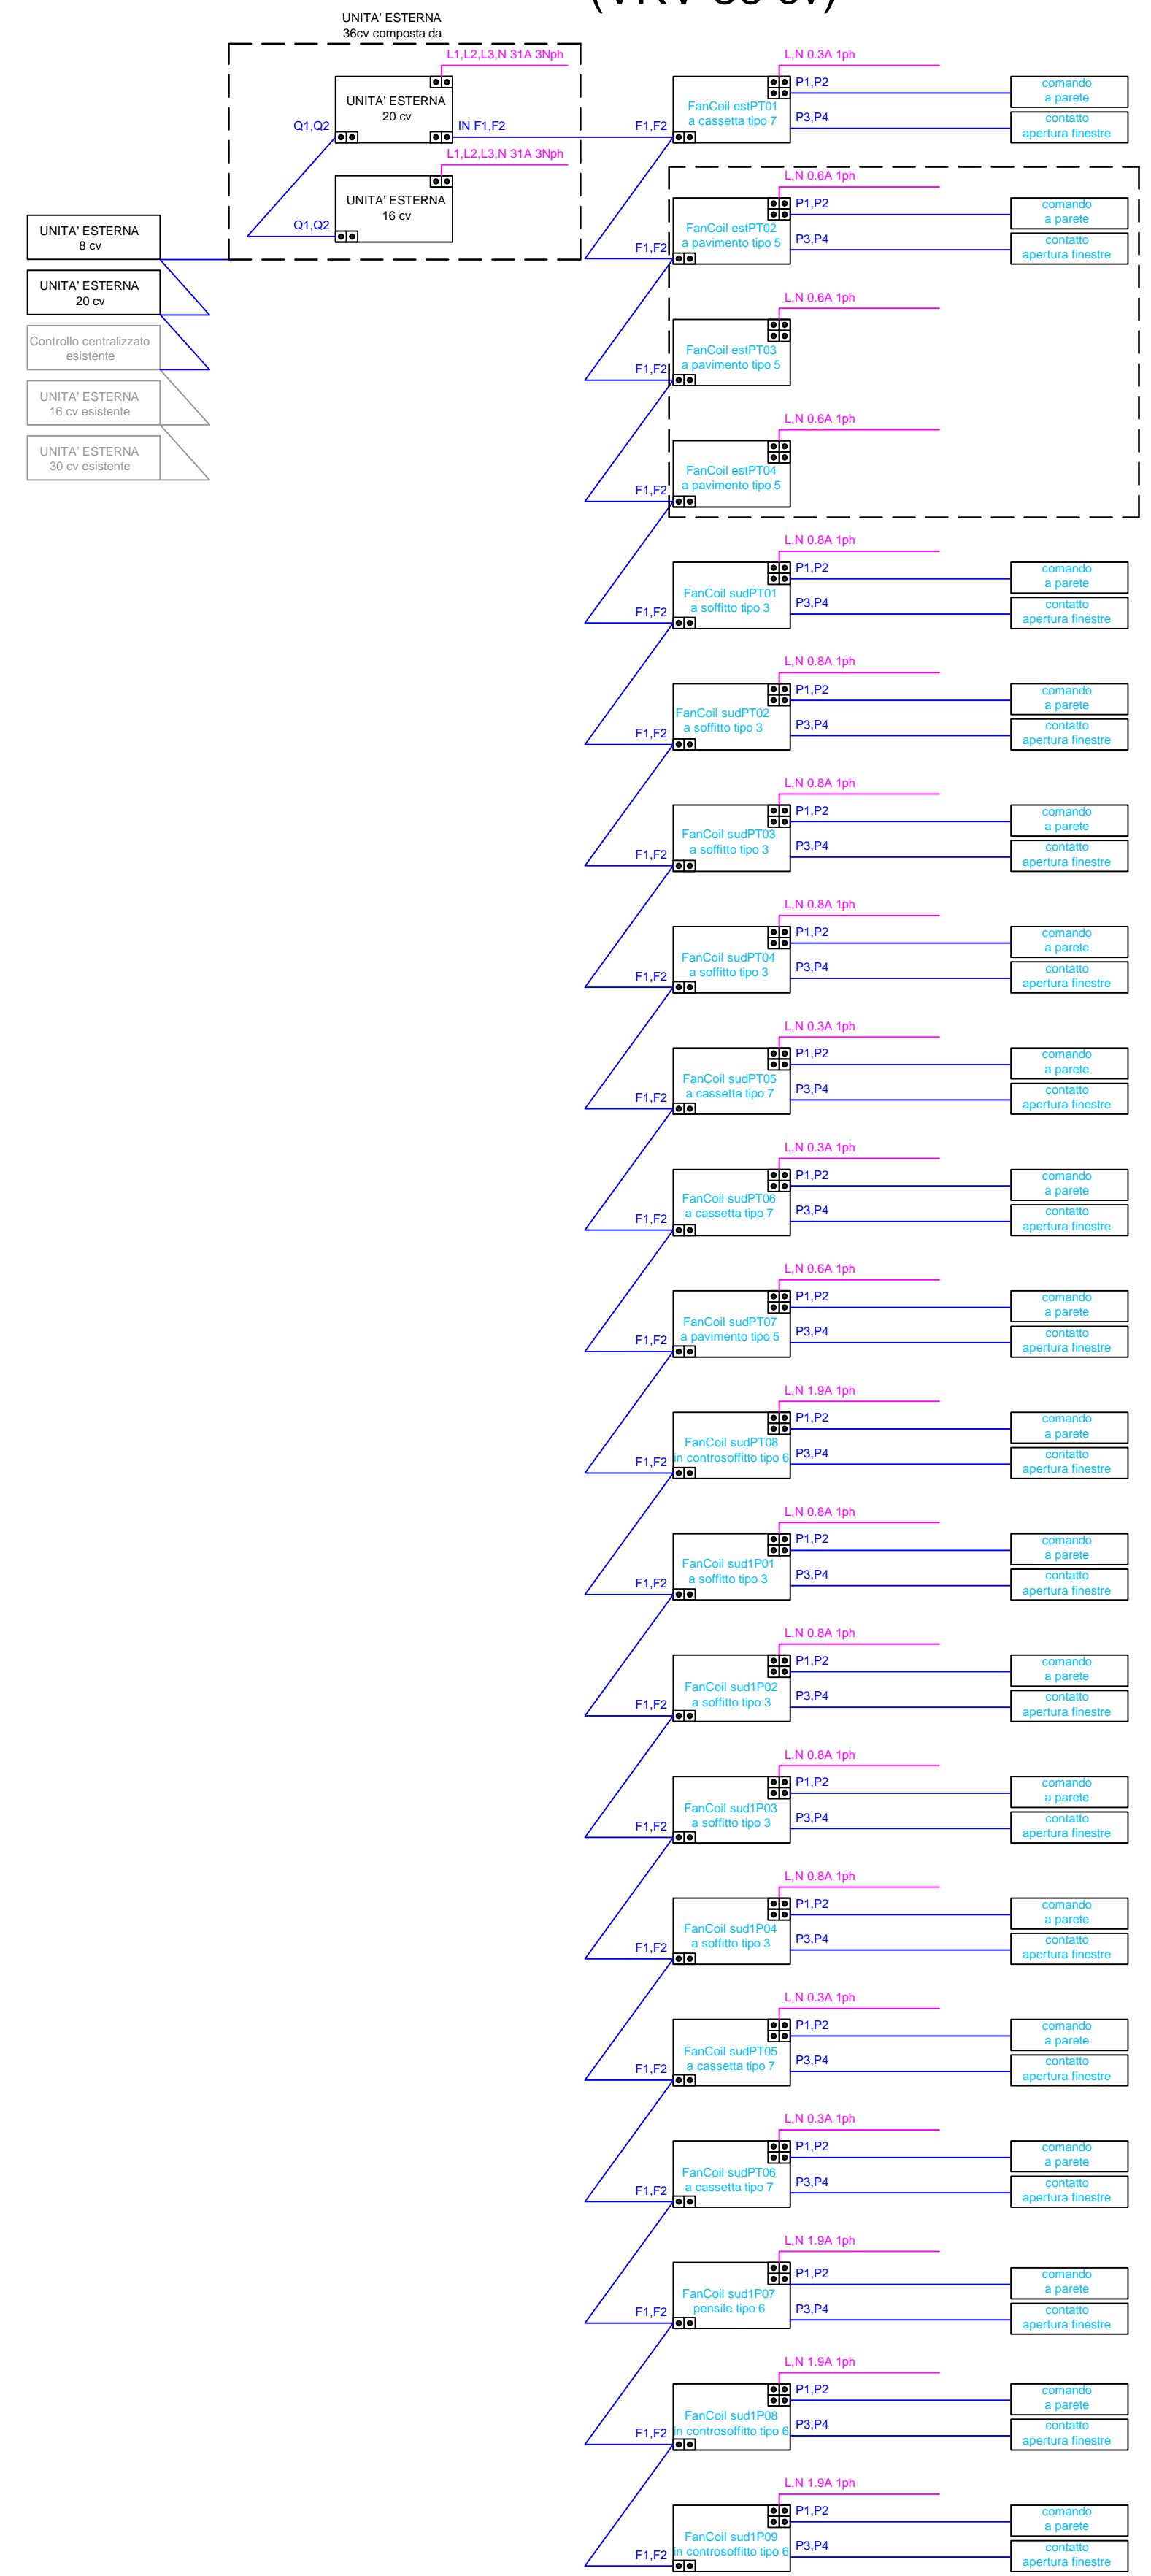 (VRV 36 cv)
UNITA' ESTERNA
36cv composta da
L1,L2,L3,N 31A 3Nph
UNITA' ESTERNA
20 cv
Q1,Q2
IN F1,F2
L1,L2,L3,N 31A 3Nph
UNITA' ESTERNA
16 cv
Q1,Q2
UNITA' ESTERNA
8 cv
UNITA' ESTERNA
20 cv
Controllo centralizzato
esistente
UNITA' ESTERNA
16 cv esistente
UNITA' ESTERNA
30 cv esistente
L,N 0.3A 1ph
P1,P2
comando
a parete
FanCoil estPT01
a cassetta tipo 7
P3,P4
contatto
apertura finestre
F1,F2
L,N 0.6A 1ph
P1,P2
comando
a parete
FanCoil estPT02
a pavimento tipo 5
P3,P4
contatto
apertura finestre
F1,F2
L,N 0.6A 1ph
FanCoil estPT03
a pavimento tipo 5
F1,F2
L,N 0.6A 1ph
FanCoil estPT04
a pavimento tipo 5
F1,F2
L,N 0.8A 1ph
P1,P2
comando
a parete
FanCoil sudPT01
a soffitto tipo 3
P3,P4
contatto
apertura finestre
F1,F2
L,N 0.8A 1ph
P1,P2
comando
a parete
FanCoil sudPT02
a soffitto tipo 3
P3,P4
contatto
apertura finestre
F1,F2
L,N 0.8A 1ph
P1,P2
comando
a parete
FanCoil sudPT03
a soffitto tipo 3
P3,P4
contatto
apertura finestre
F1,F2
L,N 0.8A 1ph
P1,P2
comando
a parete
FanCoil sudPT04
a soffitto tipo 3
P3,P4
contatto
apertura finestre
F1,F2
L,N 0.3A 1ph
P1,P2
comando
a parete
FanCoil sudPT05
a cassetta tipo 7
P3,P4
contatto
apertura finestre
F1,F2
L,N 0.3A 1ph
P1,P2
comando
a parete
FanCoil sudPT06
a cassetta tipo 7
P3,P4
contatto
apertura finestre
F1,F2
L,N 0.6A 1ph
P1,P2
comando
a parete
FanCoil sudPT07
a pavimento tipo 5
P3,P4
contatto
apertura finestre
F1,F2
L,N 1.9A 1ph
P1,P2
comando
a parete
FanCoil sudPT08
in controsoffitto tipo 6
P3,P4
contatto
apertura finestre
F1,F2
L,N 0.8A 1ph
P1,P2
comando
a parete
FanCoil sud1P01
a soffitto tipo 3
P3,P4
contatto
apertura finestre
F1,F2
L,N 0.8A 1ph
P1,P2
comando
a parete
FanCoil sud1P02
a soffitto tipo 3
P3,P4
contatto
apertura finestre
F1,F2
L,N 0.8A 1ph
P1,P2
comando
a parete
FanCoil sud1P03
a soffitto tipo 3
P3,P4
contatto
apertura finestre
F1,F2
L,N 0.8A 1ph
P1,P2
comando
a parete
FanCoil sud1P04
a soffitto tipo 3
P3,P4
contatto
apertura finestre
F1,F2
L,N 0.3A 1ph
P1,P2
comando
a parete
FanCoil sudPT05
a cassetta tipo 7
P3,P4
contatto
apertura finestre
F1,F2
L,N 0.3A 1ph
P1,P2
comando
a parete
FanCoil sudPT06
a cassetta tipo 7
P3,P4
contatto
apertura finestre
F1,F2
L,N 1.9A 1ph
P1,P2
comando
a parete
FanCoil sud1P07
pensile tipo 6
P3,P4
contatto
apertura finestre
F1,F2
L,N 1.9A 1ph
P1,P2
comando
a parete
FanCoil sud1P08
in controsoffitto tipo 6
P3,P4
contatto
apertura finestre
F1,F2
L,N 1.9A 1ph
P1,P2
comando
a parete
FanCoil sud1P09
in controsoffitto tipo 6
P3,P4
contatto
apertura finestre
F1,F2